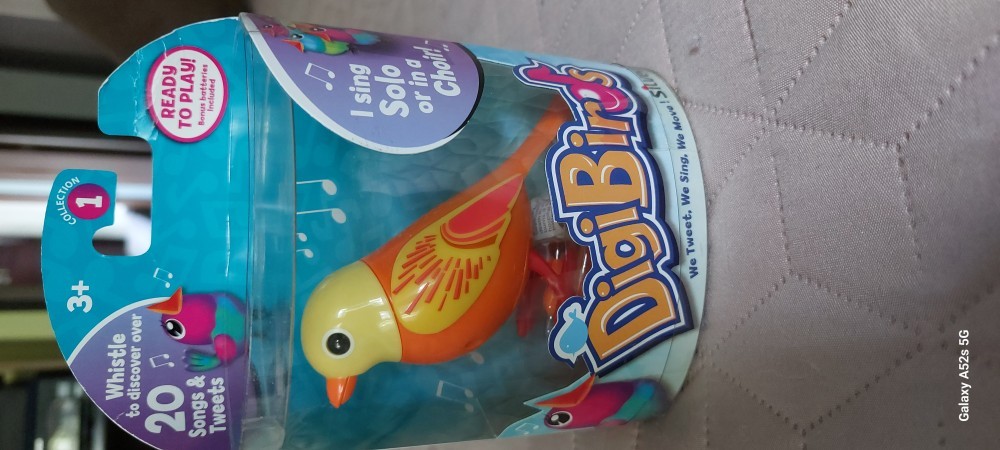 READY
TO PLAY!
Bonus batteries
Included
COLLECTION
1
3+
Whistle
to discover over
20
Songs &
Tweets
I sing
Solo
or in a
Choir!
DigiBirds
We Tweet, We Sing, We Move!
Galaxy A52s 5G